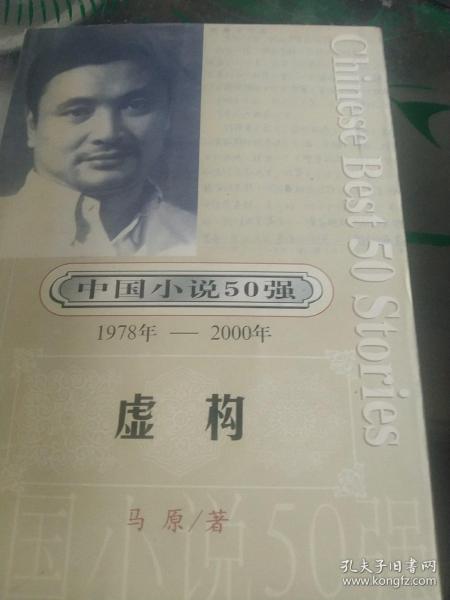 Chinese Best 50 Stories
中国小说50强
1978年 — 2000年
虚构
马原/著
国小说50强
孔夫子旧书网
www.kongfz.com